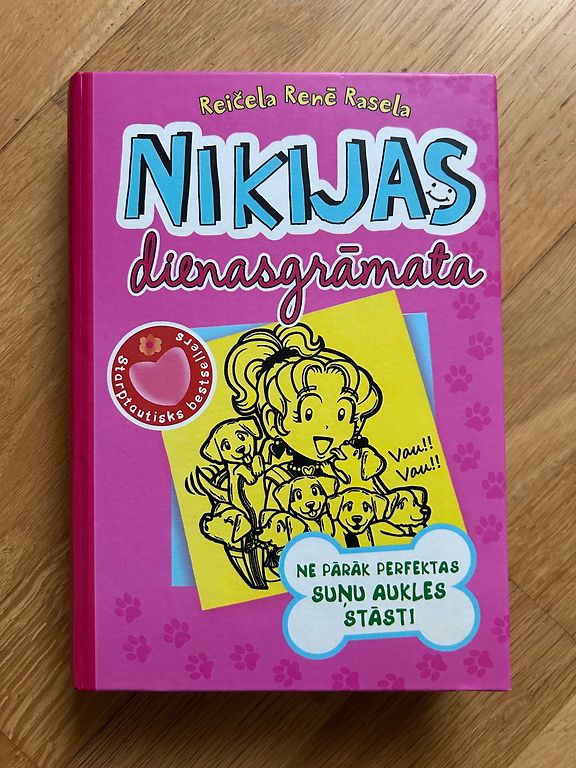 Reičela Renē Rasela
NIKIJAS
dienasgrāmata
Starptautisks bestsellers
Vau!!
Vau!!
NE PĀRĀK PERFEKTAS
SUŅU AUKLES
STĀSTI